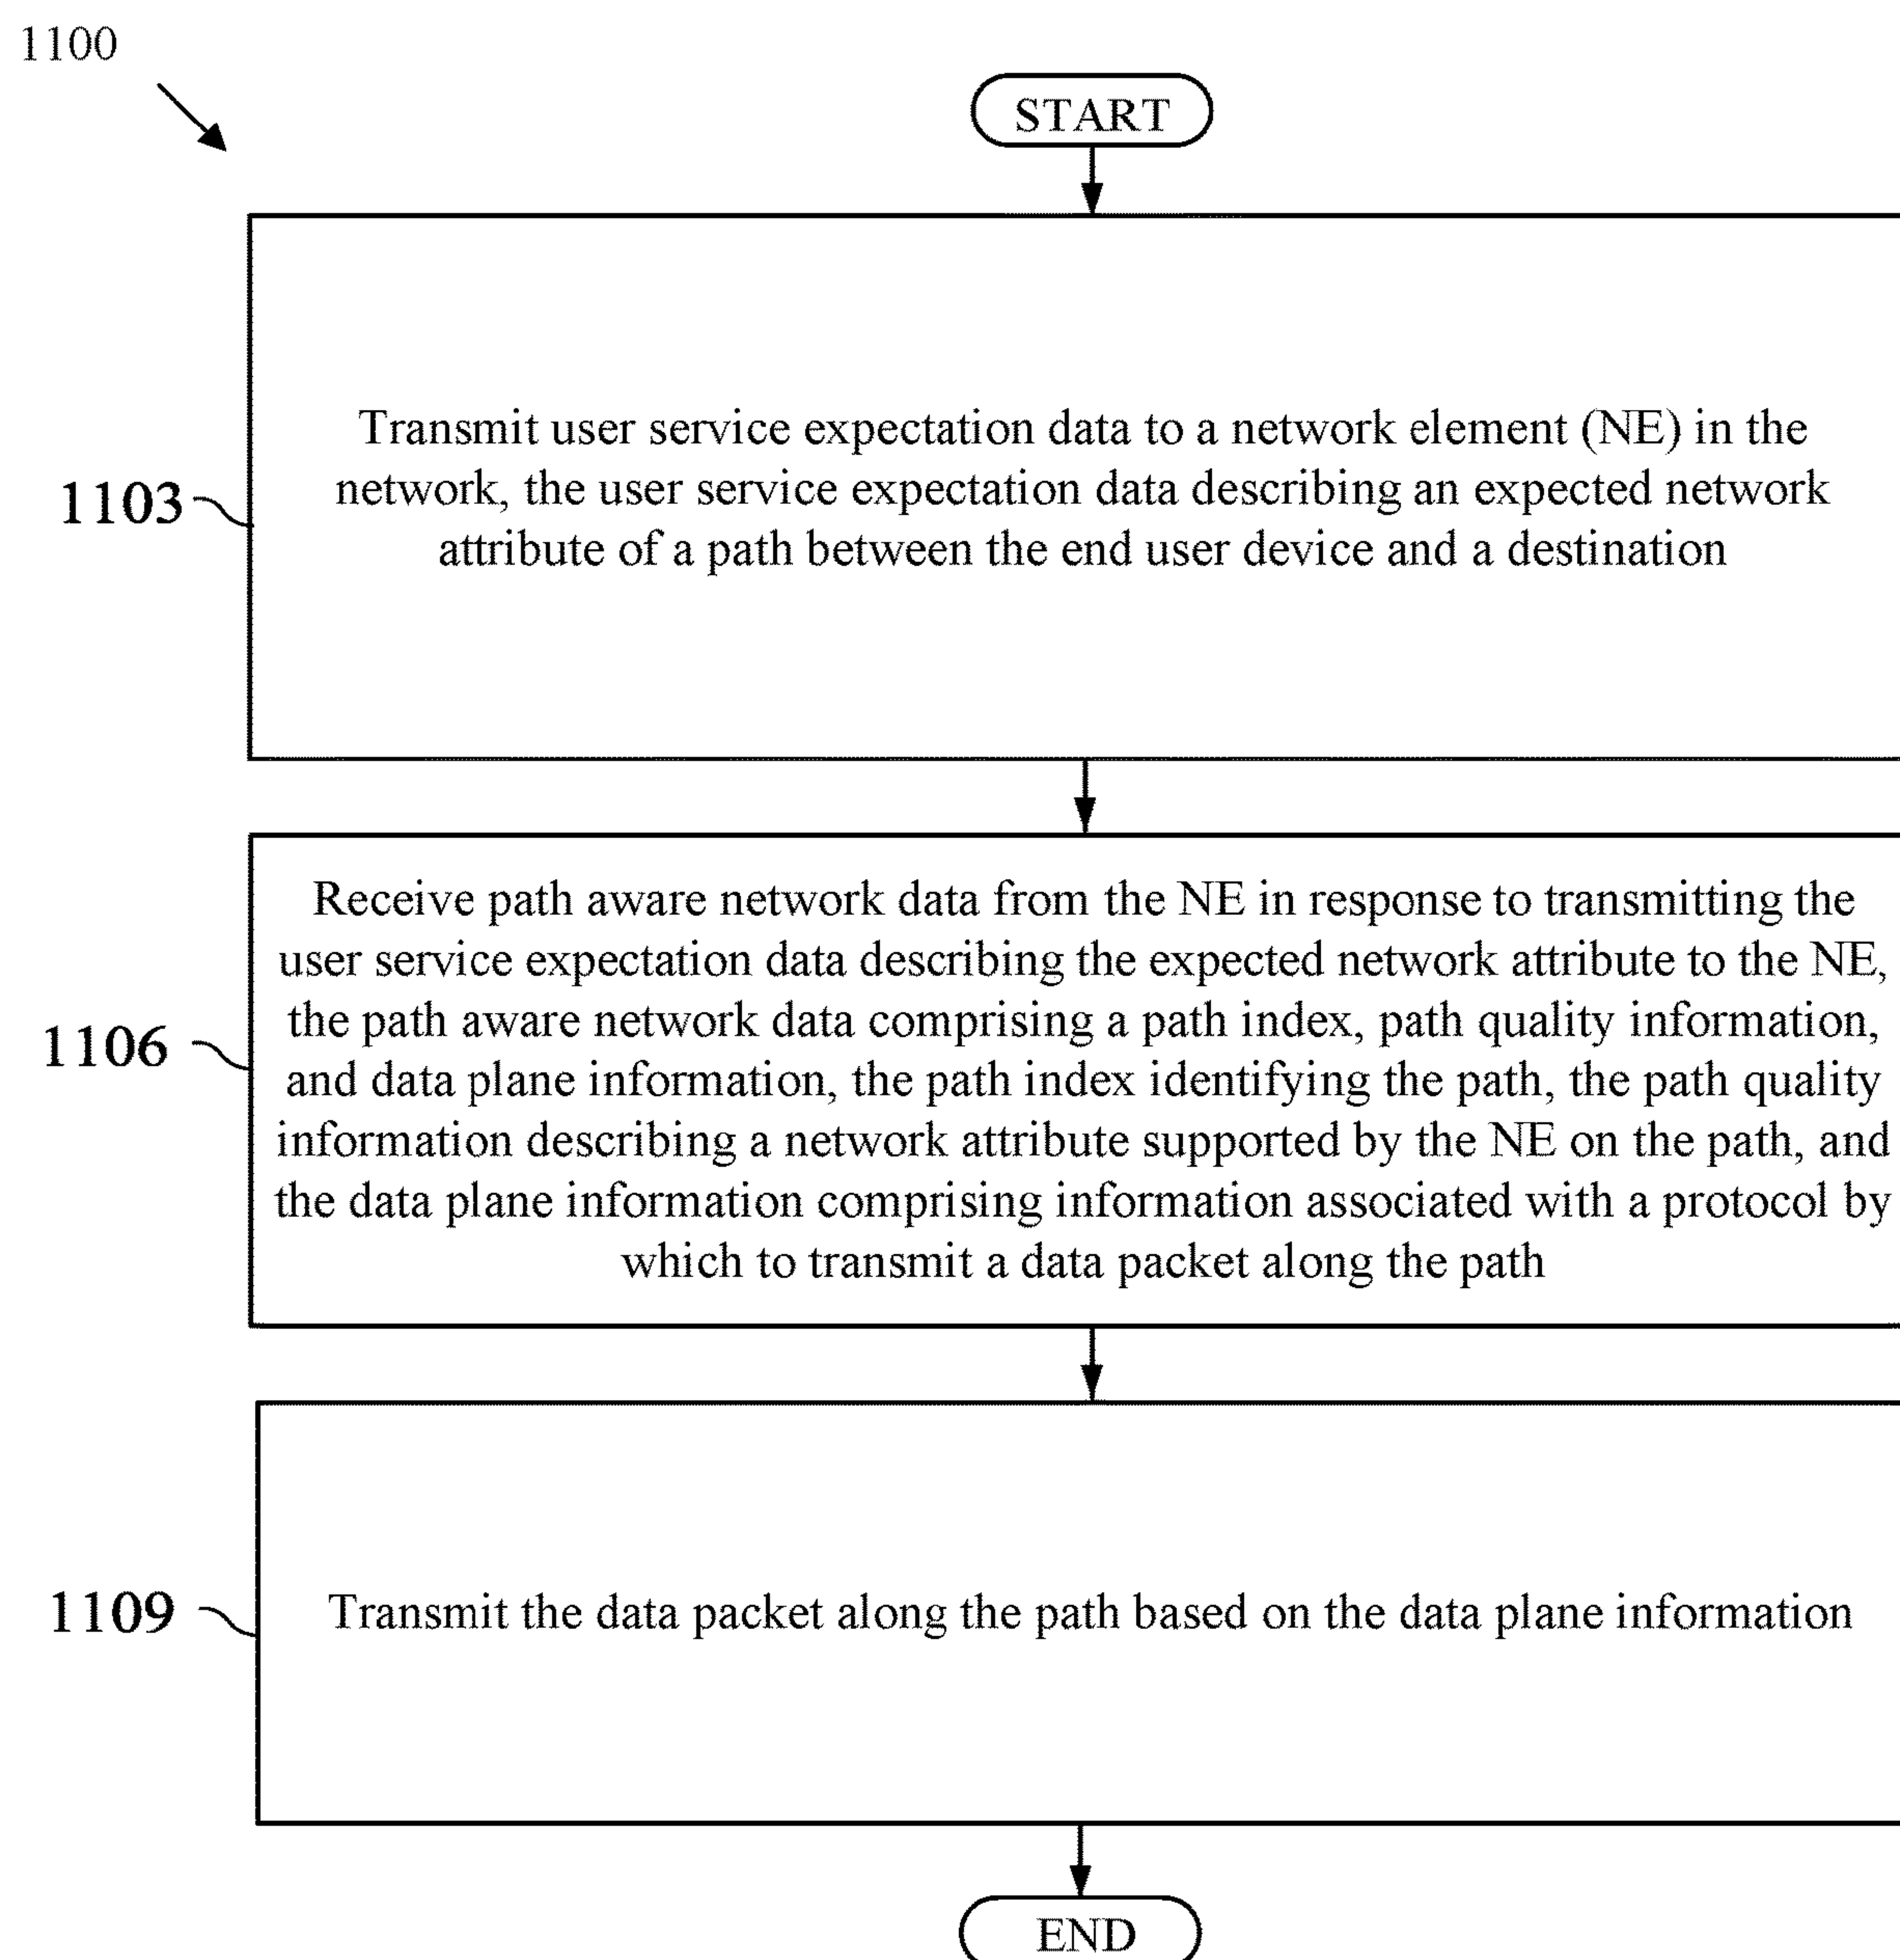 1100
START
Transmit user service expectation data to a network element (NE) in the
network, the user service expectation data describing an expected network
attribute of a path between the end user device and a destination
1103
Receive path aware network data from the NE in response to transmitting the
user service expectation data describing the expected network attribute to the NE,
the path aware network data comprising a path index, path quality information,
and data plane information, the path index identifying the path, the path quality
information describing a network attribute supported by the NE on the path, and
the data plane information comprising information associated with a protocol by
which to transmit a data packet along the path
1106
Transmit the data packet along the path based on the data plane information
1109
END